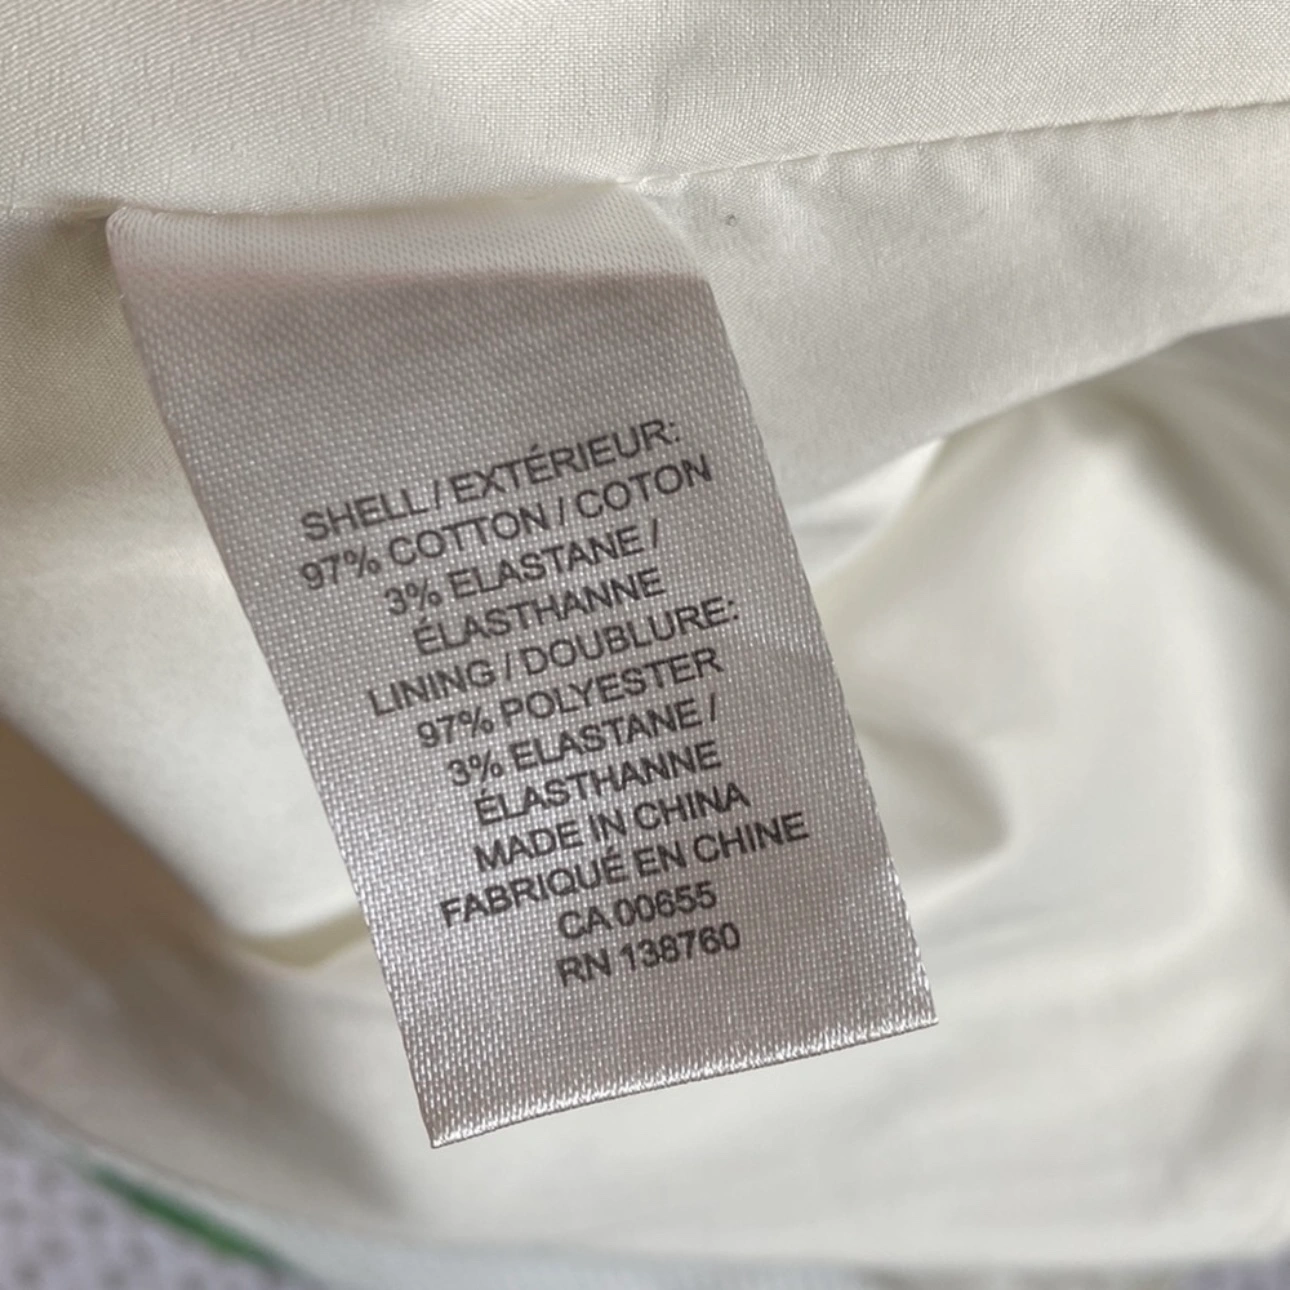 SHELL / EXTÉRIEUR:
97% COTTON / COTON
3% ELASTANE /
ÉLASTHANNE
LINING / DOUBLURE:
97% POLYESTER
3% ELASTANE /
ÉLASTHANNE
MADE IN CHINA
FABRIQUÉ EN CHINE
CA 00655
RN 138760